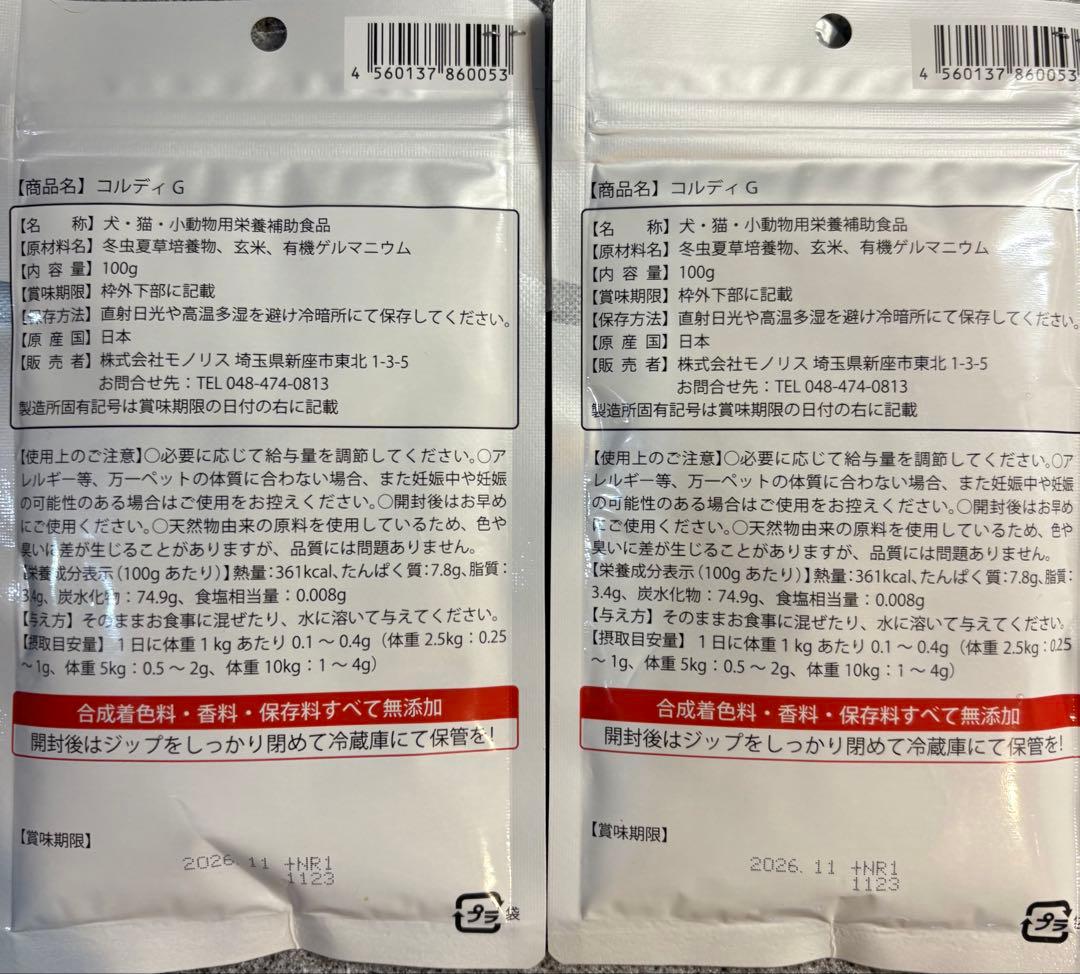 4 560137 860053
【商品名】コルディG
【名 称】犬・猫・小動物用栄養補助食品
【原材料名】冬虫夏草培養物、玄米、有機ゲルマニウム
【内 容 量】100g
【賞味期限】枠外下部に記載
【保存方法】直射日光や高温多湿を避け冷暗所にて保存してください。
【原 産 国】日本
【販 売 者】株式会社モノリス 埼玉県新座市東北 1-3-5
お問合せ先：TEL 048-474-0813
製造所固有記号は賞味期限の日付の右に記載
【使用上のご注意】○必要に応じて給与量を調節してください。○ア
レルギー等、万一ペットの体質に合わない場合、また妊娠中や妊娠
の可能性のある場合はご使用をお控えください。○開封後はお早め
にご使用ください。○天然物由来の原料を使用しているため、色や
臭いに差が生じることがありますが、品質には問題ありません。
【栄養成分表示（100gあたり）】熱量：361kcal、たんぱく質：7.8g、脂質：
3.4g、炭水化物：74.9g、食塩相当量：0.008g
【与え方】そのままお食事に混ぜたり、水に溶いて与えてください。
【摂取目安量】1日に体重1kgあたり0.1～0.4g（体重2.5kg：0.25
～1g、体重5kg：0.5～2g、体重10kg：1～4g）
合成着色料・香料・保存料すべて無添加
開封後はジップをしっかり閉めて冷蔵庫にて保管を!
【賞味期限】
2026.11 +NR1
1123
プラ 袋
4 560137 860053
【商品名】コルディG
【名 称】犬・猫・小動物用栄養補助食品
【原材料名】冬虫夏草培養物、玄米、有機ゲルマニウム
【内 容 量】100g
【賞味期限】枠外下部に記載
【保存方法】直射日光や高温多湿を避け冷暗所にて保存してください。
【原 産 国】日本
【販 売 者】株式会社モノリス 埼玉県新座市東北 1-3-5
お問合せ先：TEL 048-474-0813
製造所固有記号は賞味期限の日付の右に記載
【使用上のご注意】○必要に応じて給与量を調節してください。○ア
レルギー等、万一ペットの体質に合わない場合、また妊娠中や妊娠
の可能性のある場合はご使用をお控えください。○開封後はお早め
にご使用ください。○天然物由来の原料を使用しているため、色や
臭いに差が生じることがありますが、品質には問題ありません。
【栄養成分表示（100gあたり）】熱量：361kcal、たんぱく質：7.8g、脂質：
3.4g、炭水化物：74.9g、食塩相当量：0.008g
【与え方】そのままお食事に混ぜたり、水に溶いて与えてください。
【摂取目安量】1日に体重1kgあたり0.1～0.4g（体重2.5kg：0.25
～1g、体重5kg：0.5～2g、体重10kg：1～4g）
合成着色料・香料・保存料すべて無添加
開封後はジップをしっかり閉めて冷蔵庫にて保管を!
【賞味期限】
2026.11 +NR1
1123
プラ